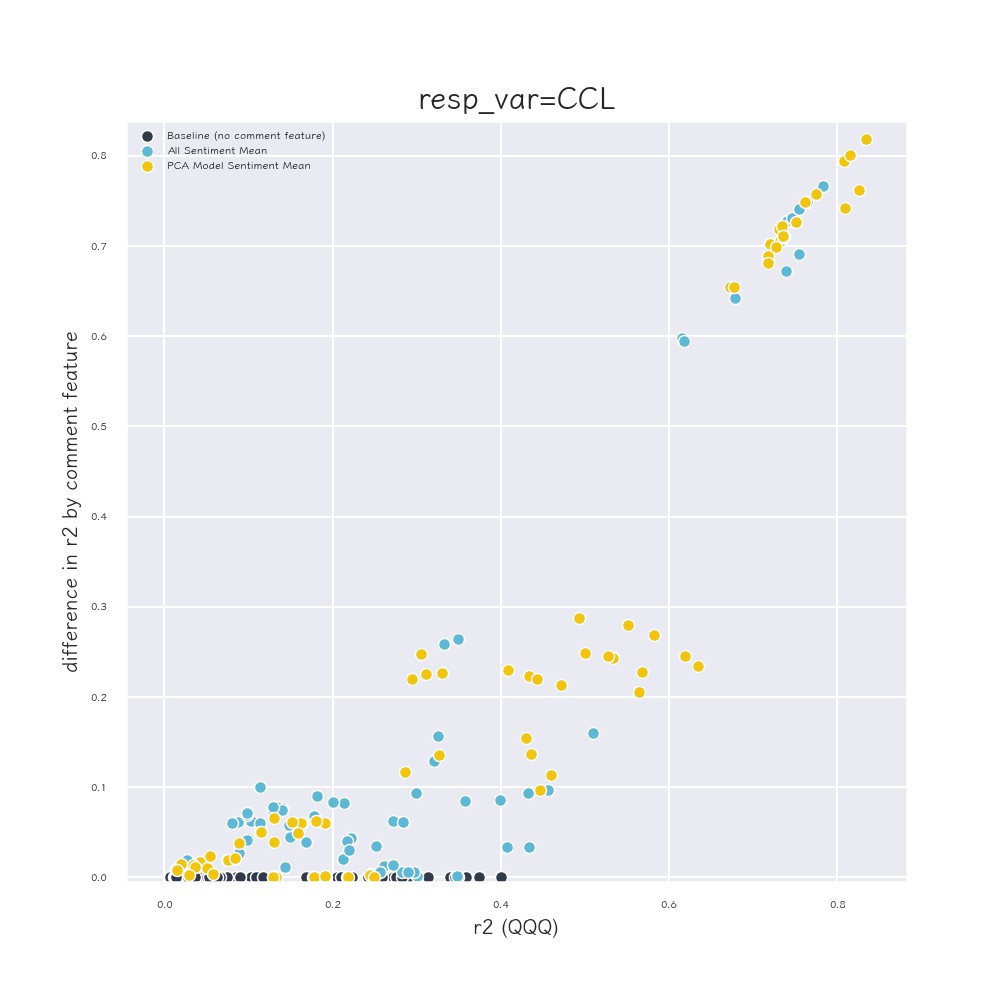 resp_var=CCL
Baseline (no comment feature)
All Sentiment Mean
PCA Model Sentiment Mean
difference in r2 by comment feature
0.8
0.7
0.6
0.5
0.4
0.3
0.2
0.1
0.0
0.0 0.2 0.4 0.6 0.8
r2 (QQQ)